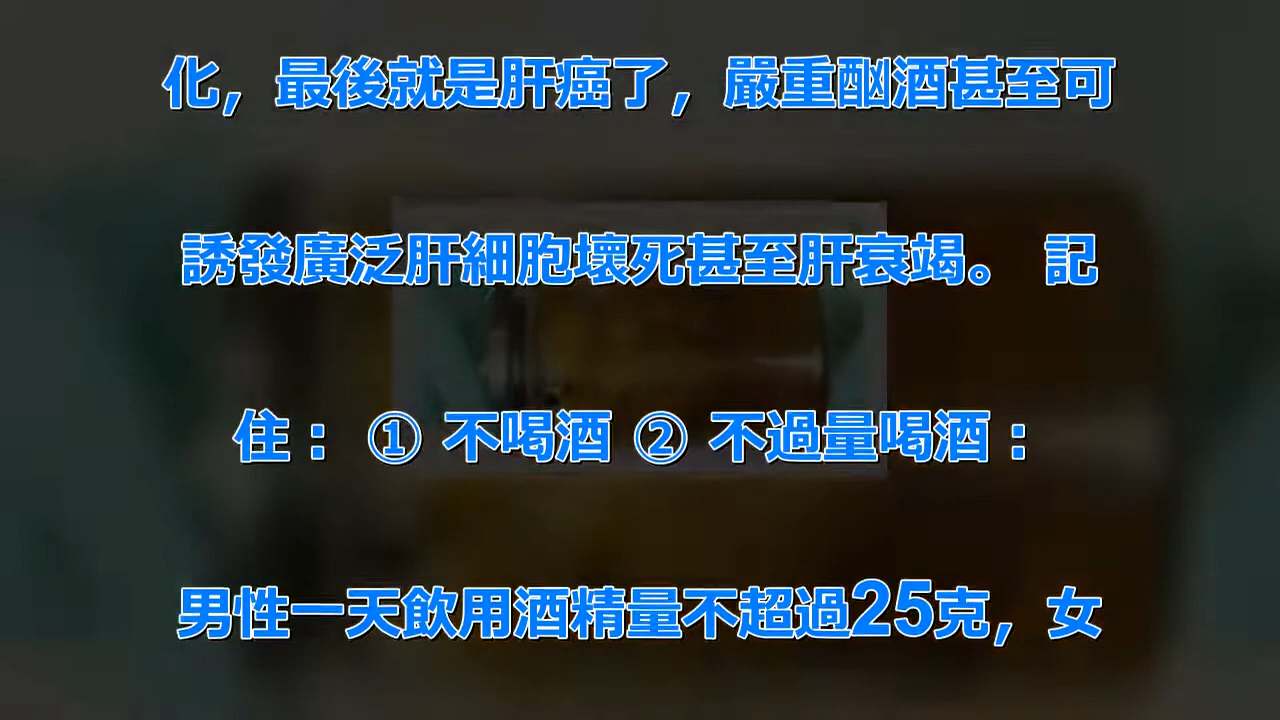 化，最後就是肝癌了，嚴重酗酒甚至可
誘發廣泛肝細胞壞死甚至肝衰竭。 記
住： ① 不喝酒 ② 不過量喝酒：
男性一天飲用酒精量不超過25克，女